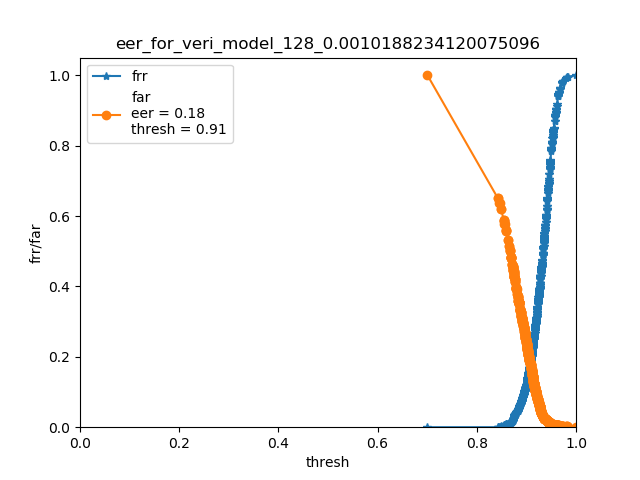 eer_for_veri_model_128_0.0010188234120075096
frr
far
eer = 0.18
thresh = 0.91
frr/far
1.0
0.8
0.6
0.4
0.2
0.0
0.0 0.2 0.4 0.6 0.8 1.0
thresh